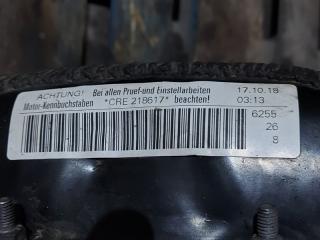 ACHTUNG! Bei allen Pruef-und Einstellarbeiten 17.10.18
Motor-Kennbuchstaben *CRE 218617* beachten! 03:13
6255
26
8